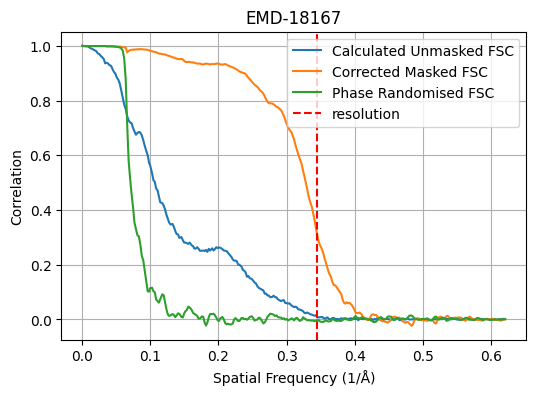 EMD-18167
Calculated Unmasked FSC
Corrected Masked FSC
Phase Randomised FSC
resolution
Correlation
1.0
0.8
0.6
0.4
0.2
0.0
0.0 0.1 0.2 0.3 0.4 0.5 0.6
Spatial Frequency (1/Å)